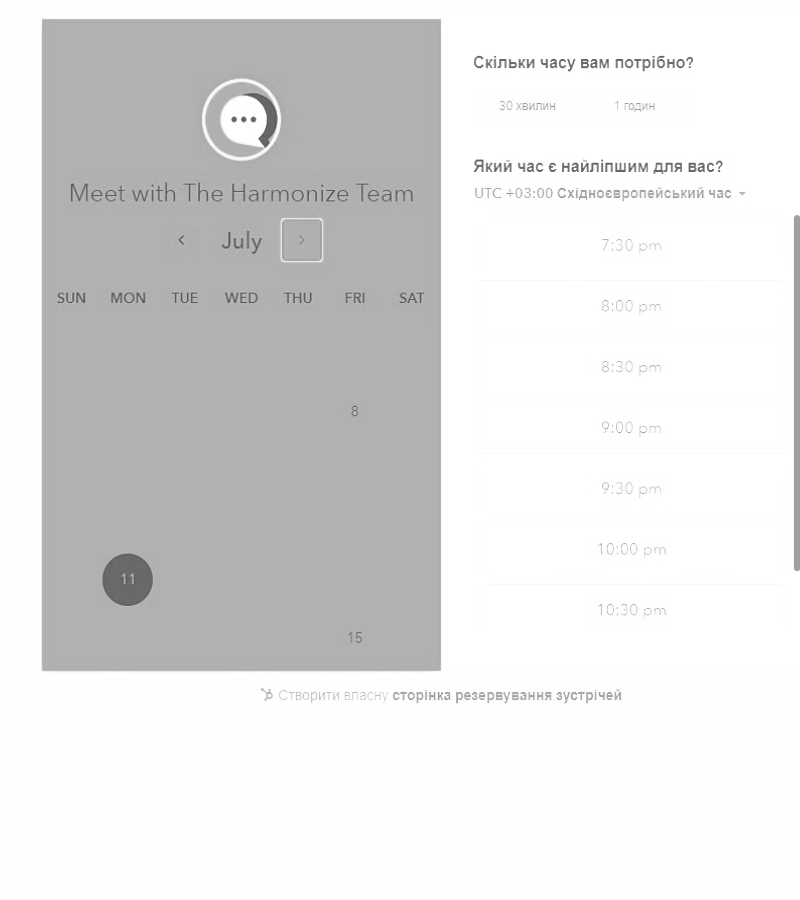 Meet with The Harmonize Team
July
SUN MON TUE WED THU FRI SAT
8
11
15
Скільки часу вам потрібно?
30 хвилин 1 годин
Який час є найліпшим для вас?
UTC +03:00 Східноєвропейський час
7:30 pm
8:00 pm
8:30 pm
9:00 pm
9:30 pm
10:00 pm
10:30 pm
Створити власну сторінка резервування зустрічей